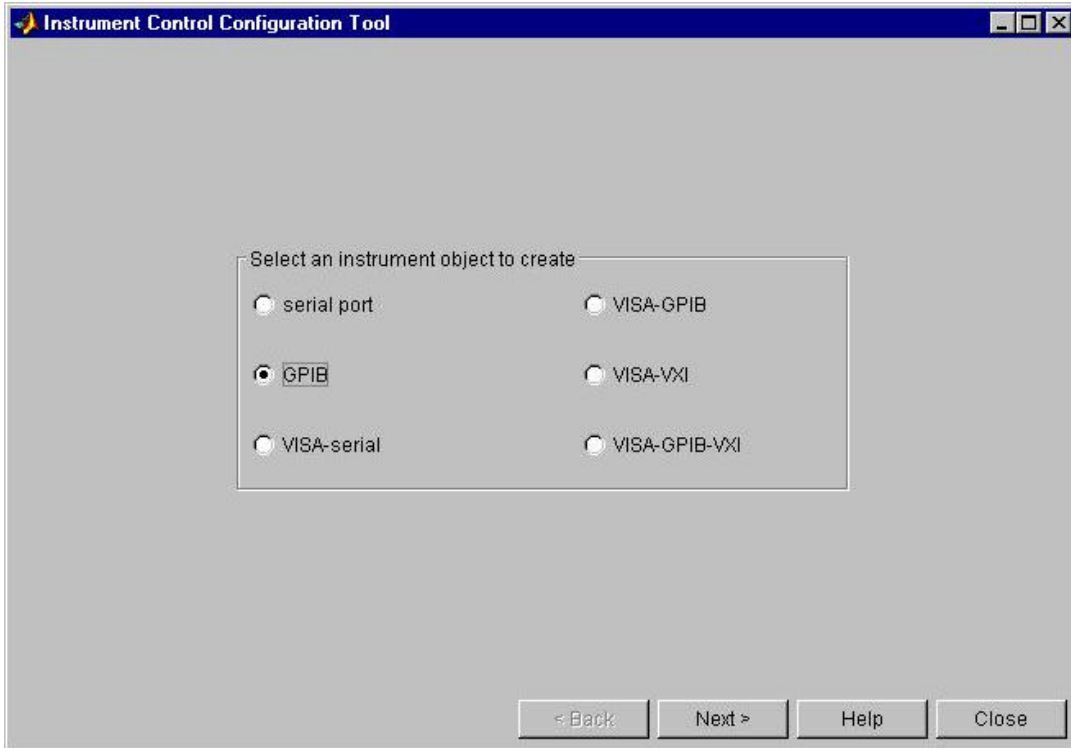 Instrument Control Configuration Tool
Select an instrument object to create
serial port
VISA-GPIB
GPIB
VISA-VXI
VISA-serial
VISA-GPIB-VXI
< Back
Next >
Help
Close